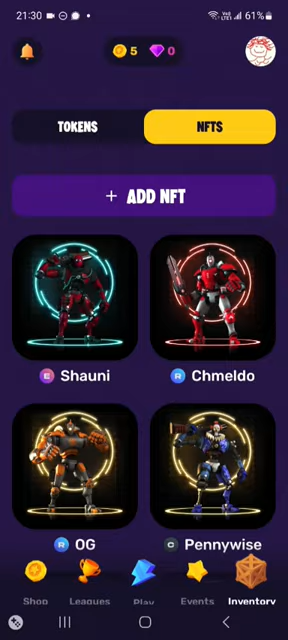 21:30 61%
5 0
TOKENS NFTS
+ ADD NFT
E Shauni R Chmeldo
R OG C Pennywise
Shop Leagues Play Events Inventory